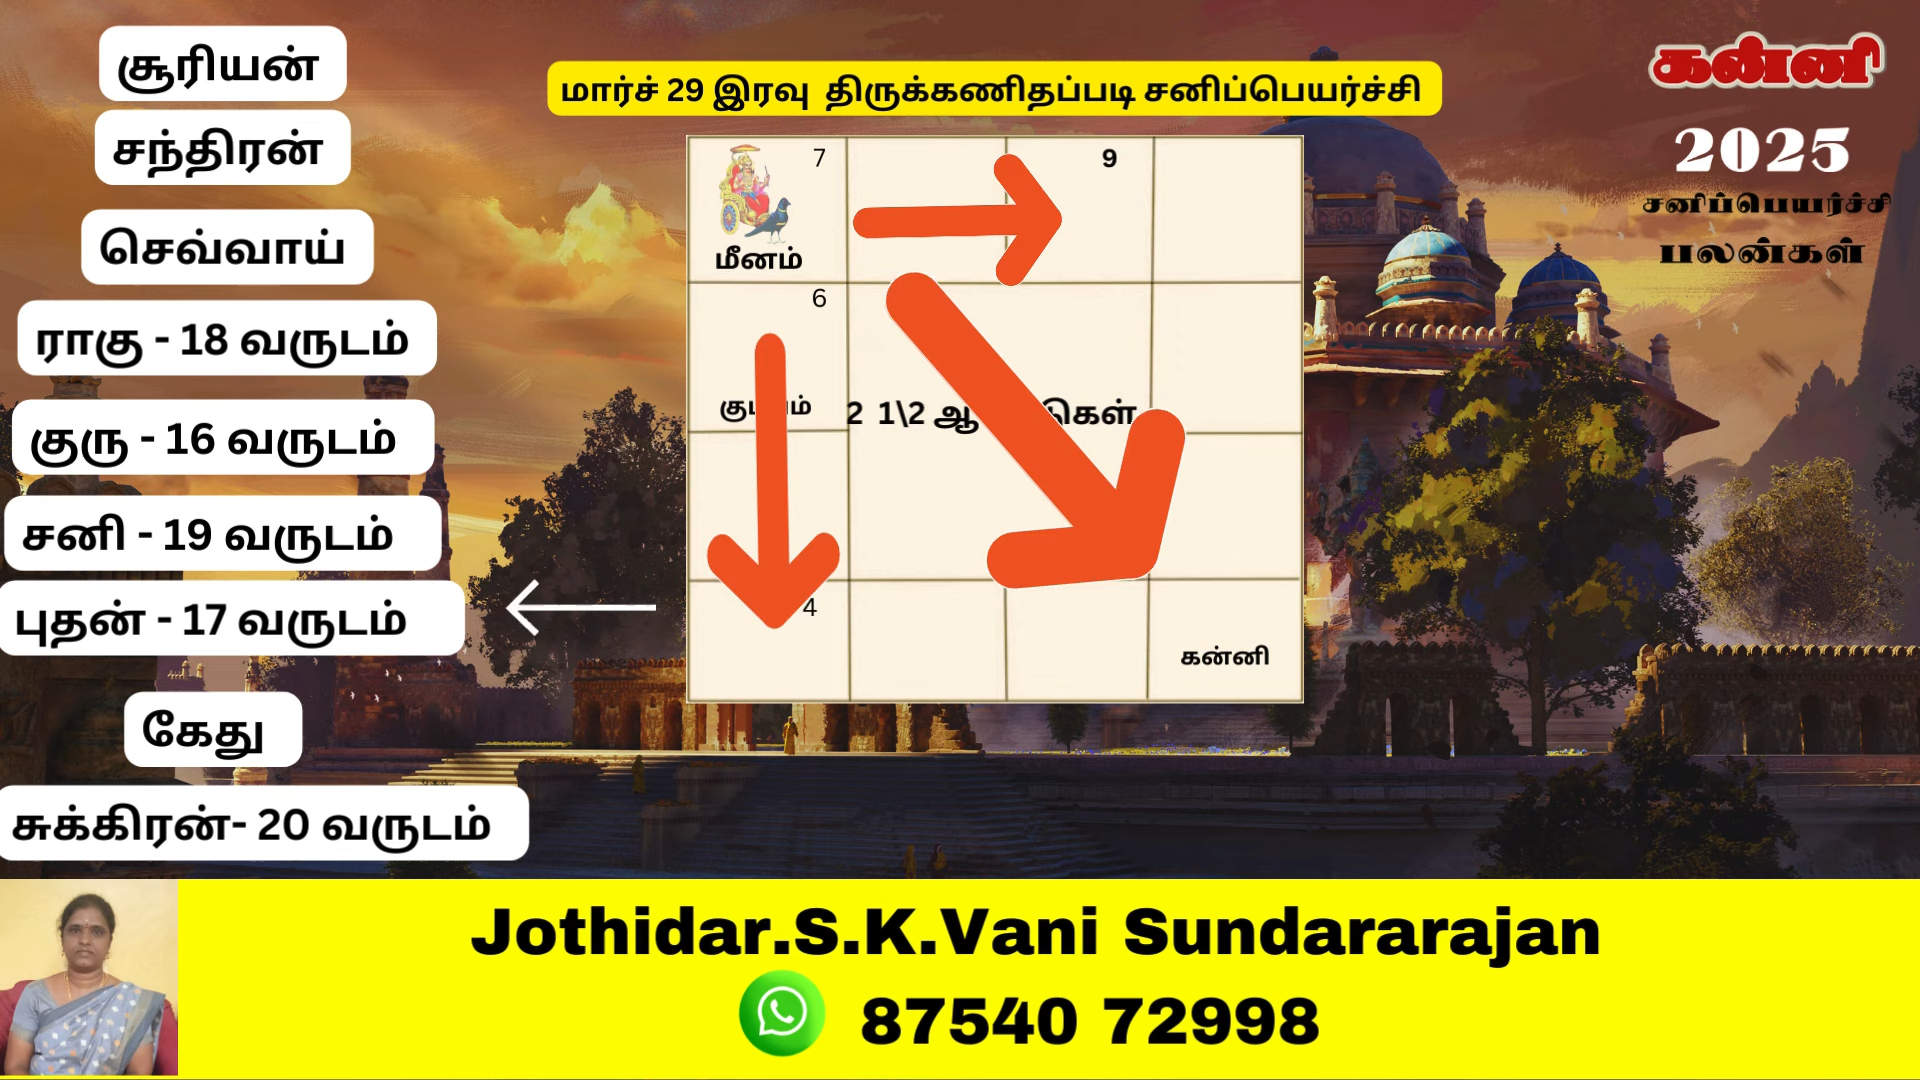 சூரியன்
சந்திரன்
செவ்வாய்
ராகு - 18 வருடம்
குரு - 16 வருடம்
சனி - 19 வருடம்
புதன் - 17 வருடம்
கேது
சுக்கிரன்- 20 வருடம்
மார்ச் 29 இரவு திருக்கணிதப்படி சனிப்பெயர்ச்சி
7
9
மீனம்
6
2 1\2
4
கன்னி
கன்னி
2025
சனிப்பெயர்ச்சி
பலன்கள்
Jothidar.S.K.Vani Sundararajan
87540 72998